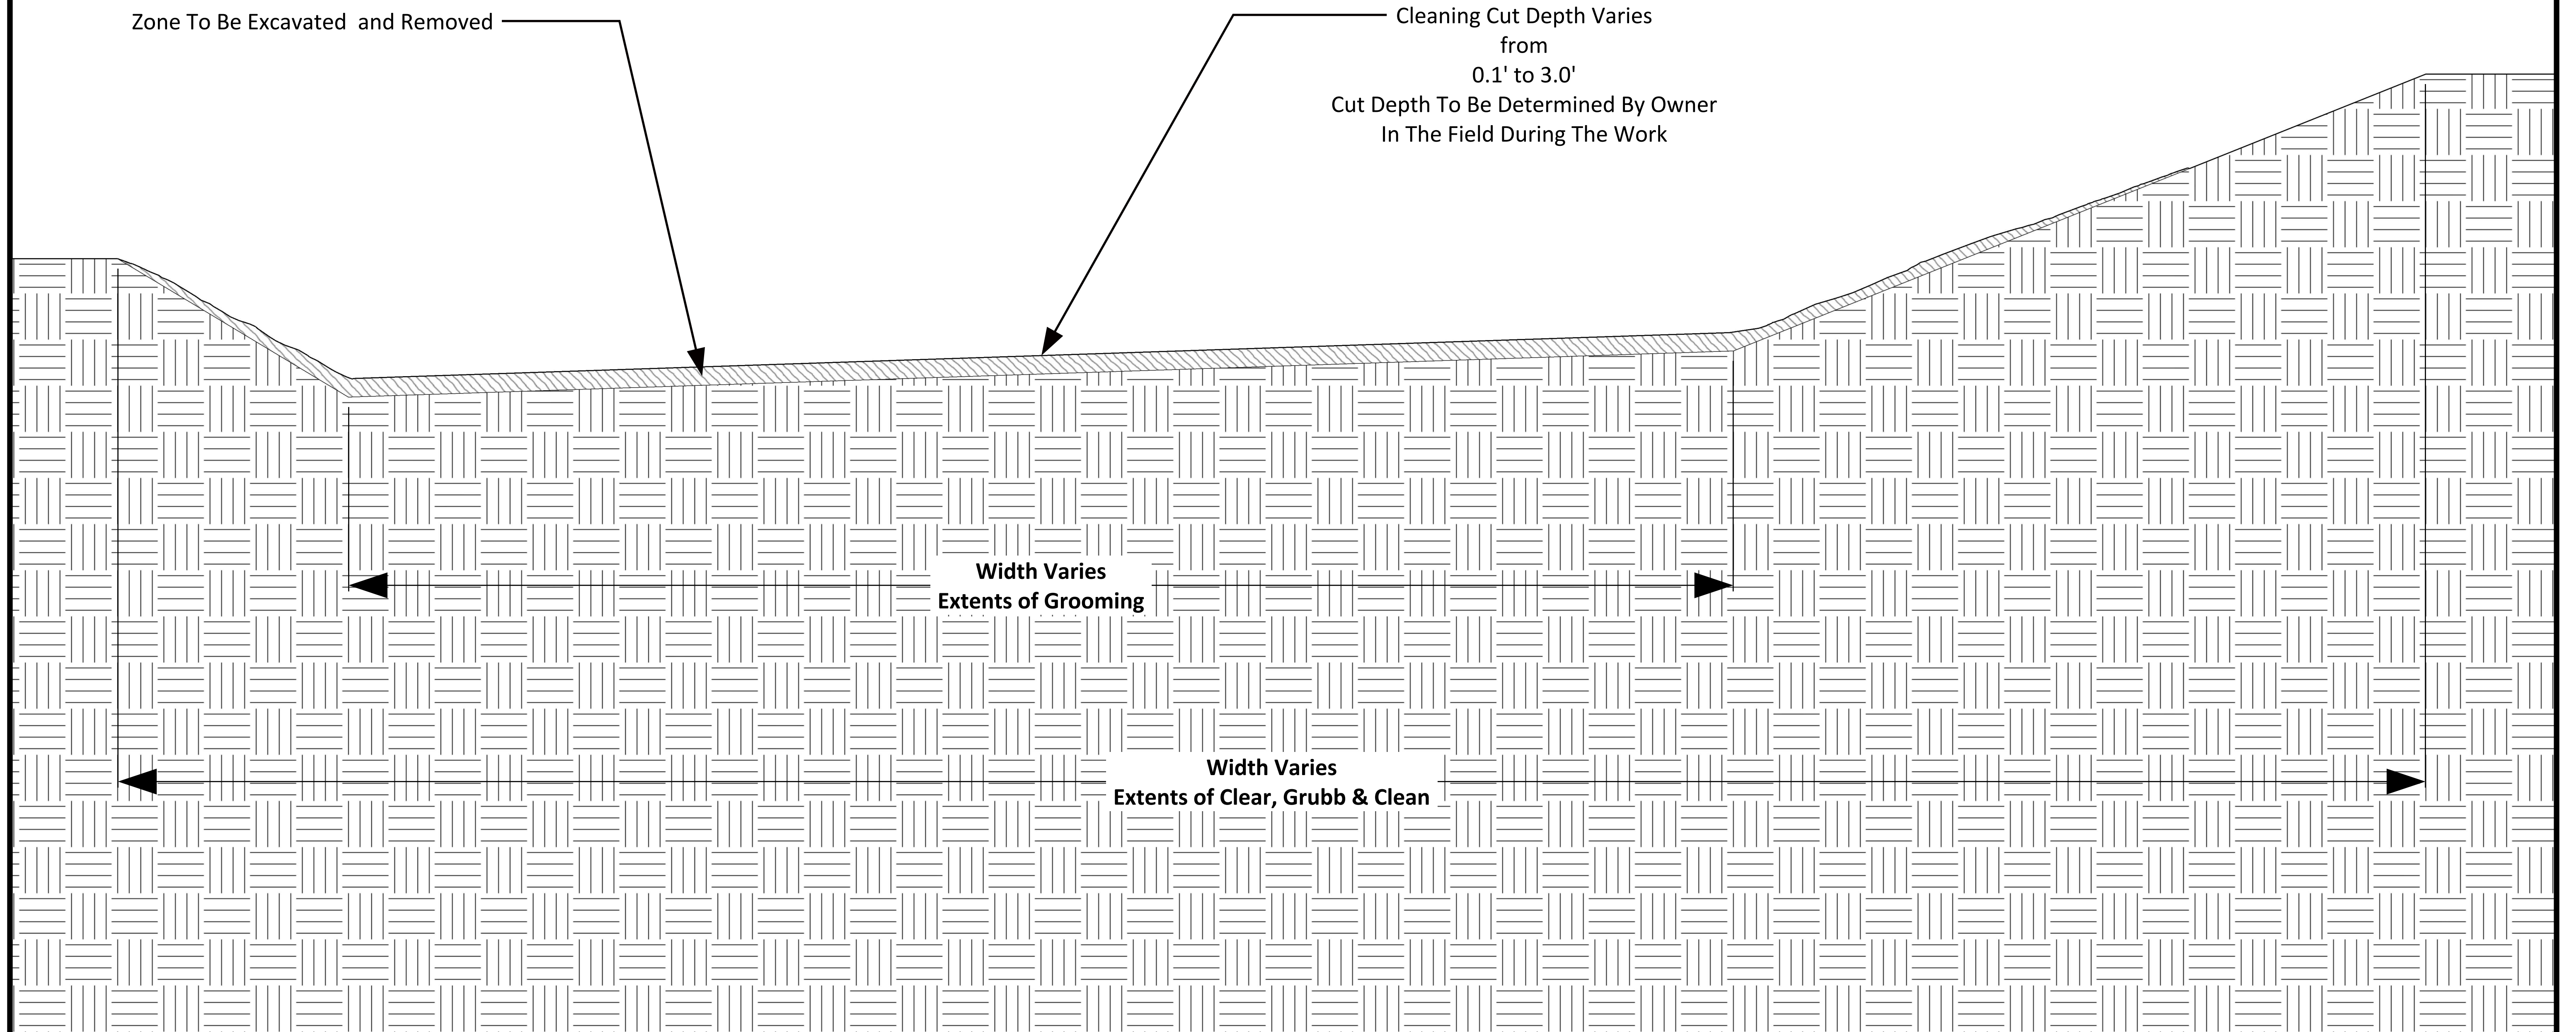 Zone To Be Excavated  and Removed
Cleaning Cut Depth Varies
from
0.1' to 3.0'
Cut Depth To Be Determined By Owner
In The Field During The Work
Width Varies
Extents of Grooming
Width Varies
Extents of Clear, Grubb & Clean